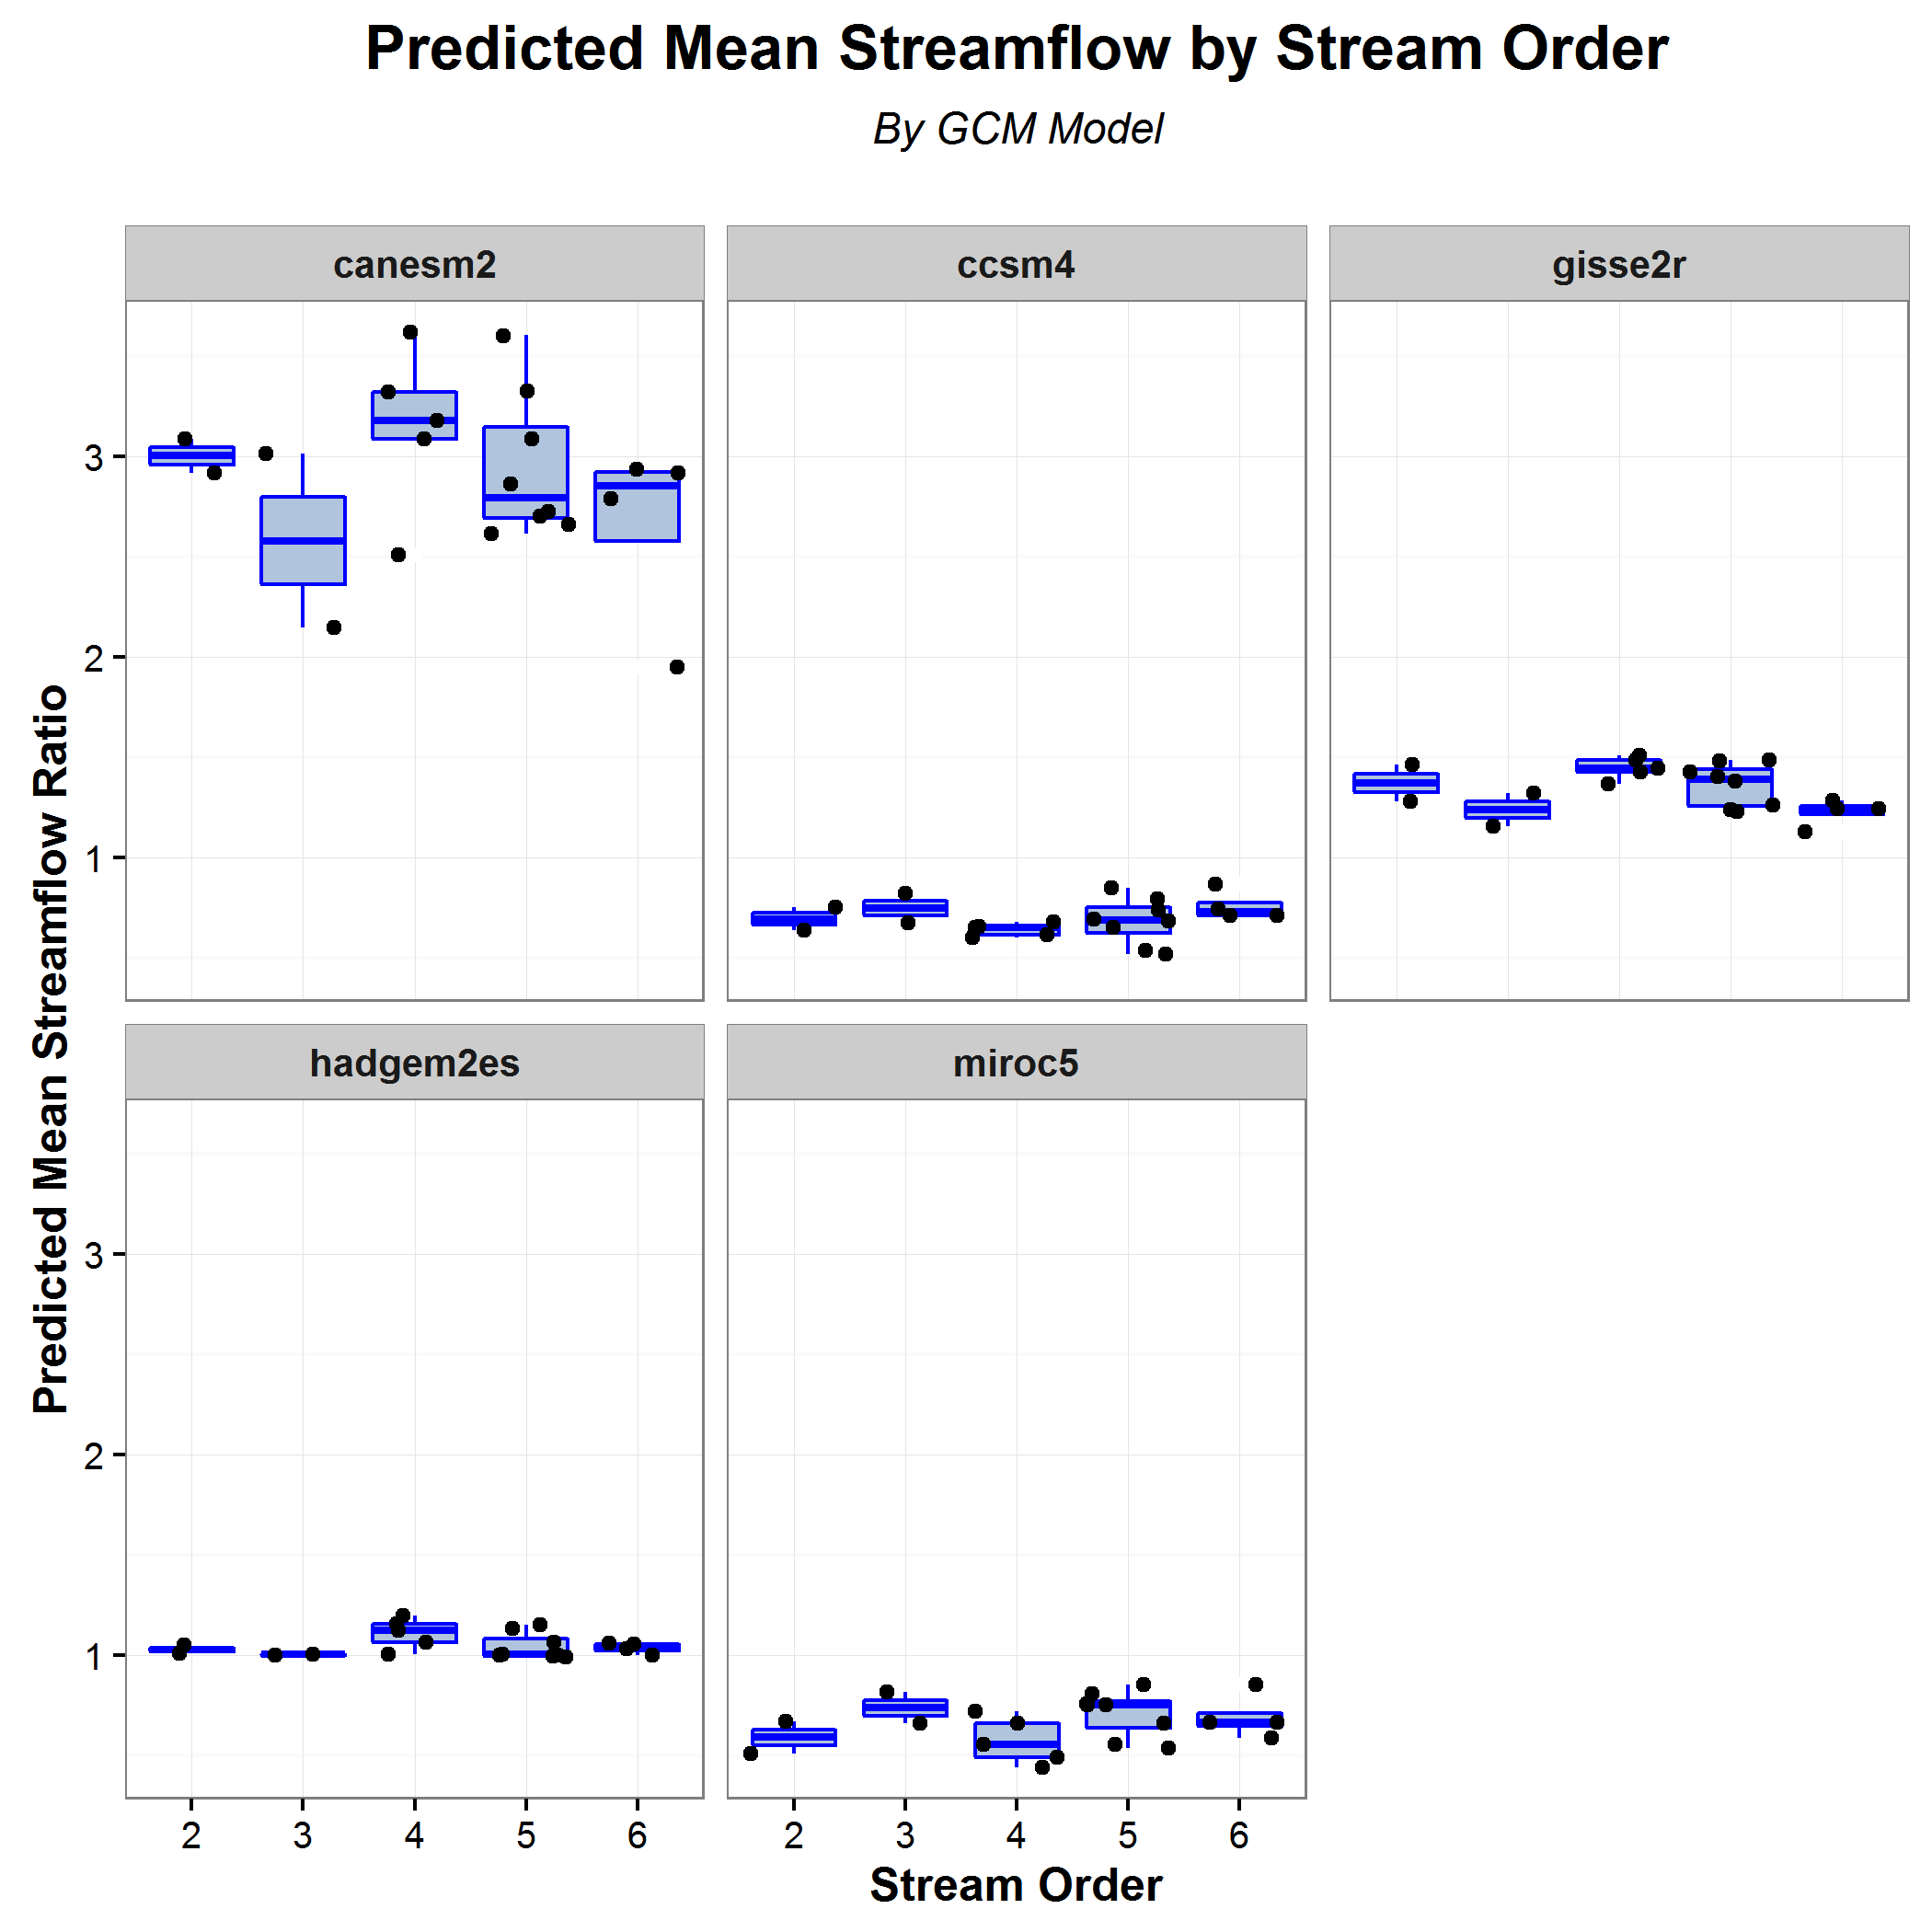 Predicted Mean Streamflow by Stream Order
By GCM Model
canesm2
ccsm4
gisse2r
3
2
1
hadgem2es
miroc5
3
2
1
2 3 4 5 6
2 3 4 5 6
Stream Order
Predicted Mean Streamflow Ratio